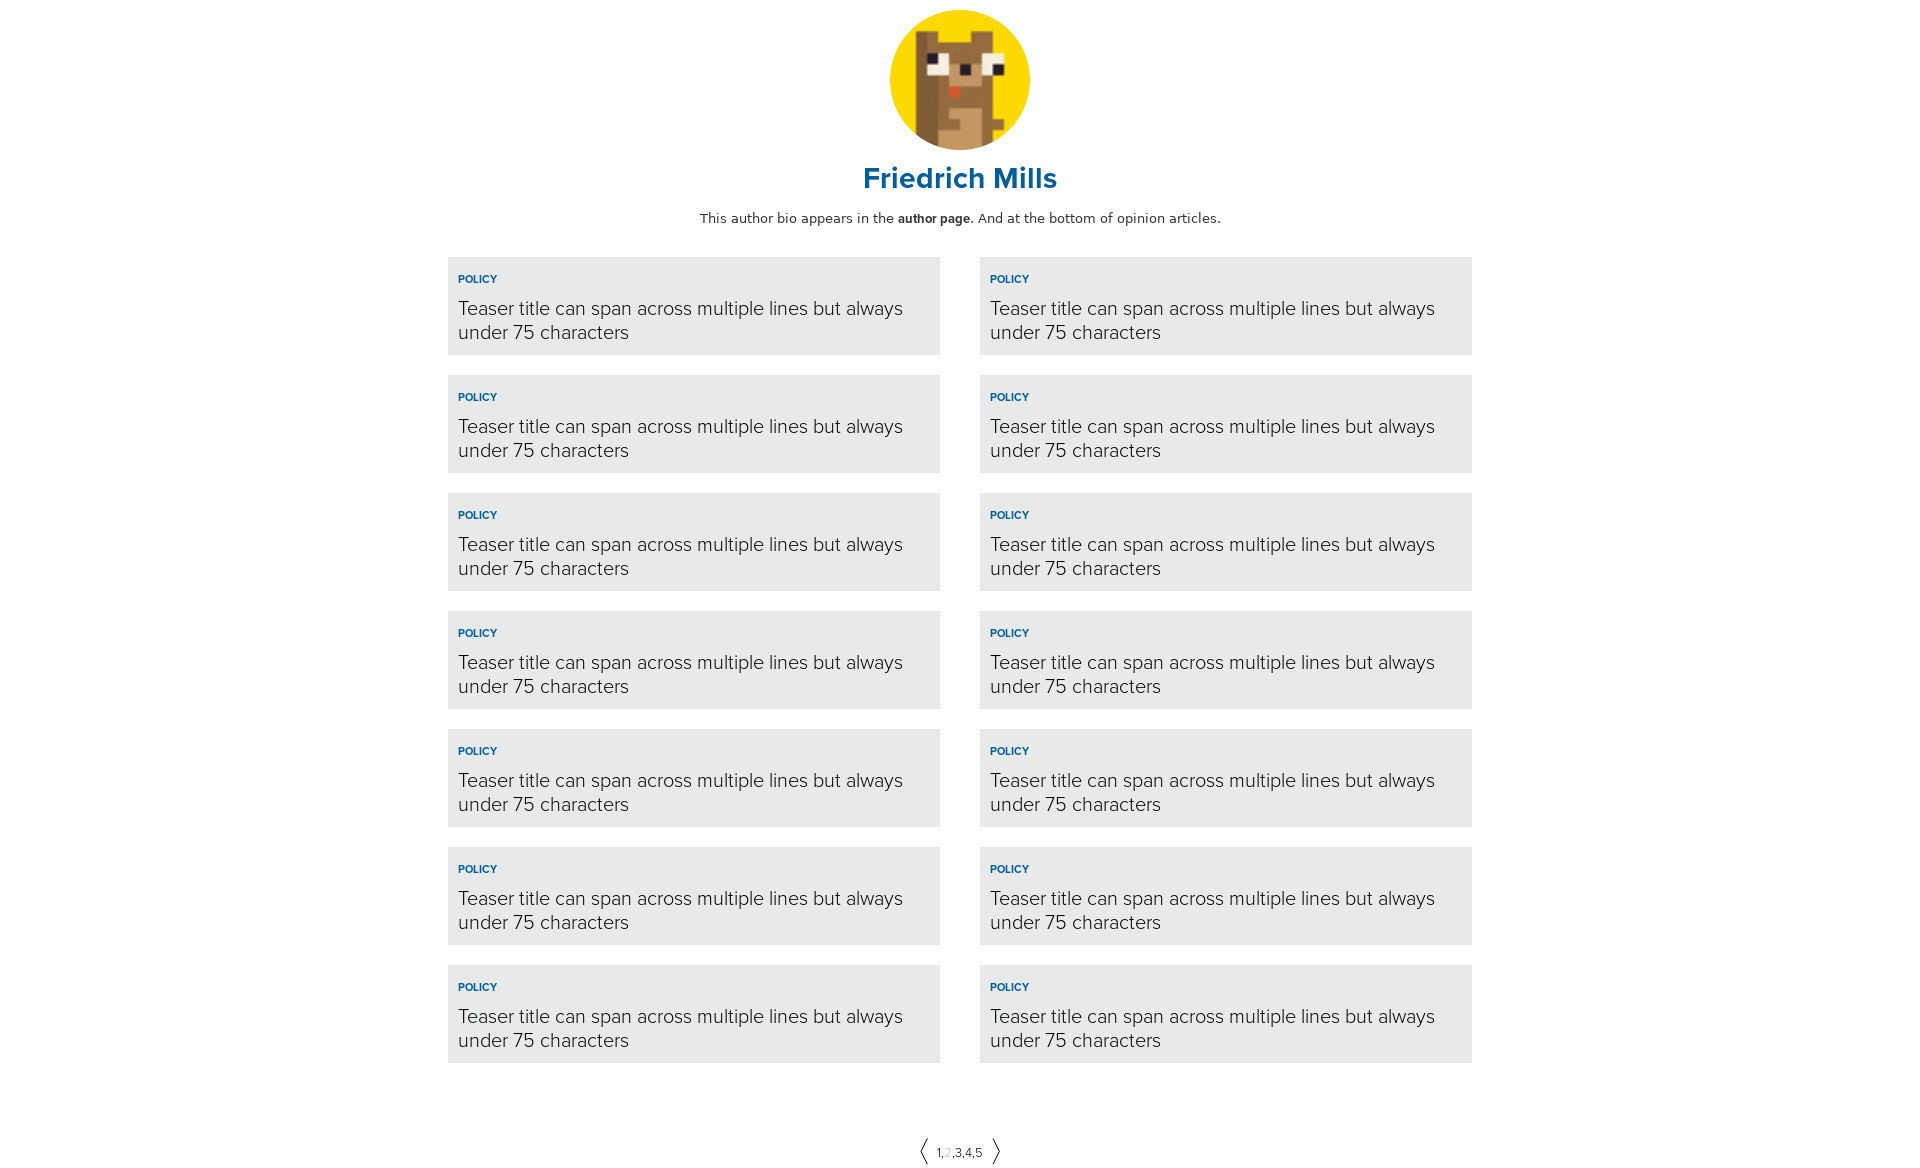 Friedrich Mills
This author bio appears in the author page. And at the bottom of opinion articles.
POLICY
Teaser title can span across multiple lines but always
under 75 characters
POLICY
Teaser title can span across multiple lines but always
under 75 characters
POLICY
Teaser title can span across multiple lines but always
under 75 characters
POLICY
Teaser title can span across multiple lines but always
under 75 characters
POLICY
Teaser title can span across multiple lines but always
under 75 characters
POLICY
Teaser title can span across multiple lines but always
under 75 characters
POLICY
Teaser title can span across multiple lines but always
under 75 characters
POLICY
Teaser title can span across multiple lines but always
under 75 characters
POLICY
Teaser title can span across multiple lines but always
under 75 characters
POLICY
Teaser title can span across multiple lines but always
under 75 characters
POLICY
Teaser title can span across multiple lines but always
under 75 characters
POLICY
Teaser title can span across multiple lines but always
under 75 characters
POLICY
Teaser title can span across multiple lines but always
under 75 characters
POLICY
Teaser title can span across multiple lines but always
under 75 characters
1,2,3,4,5